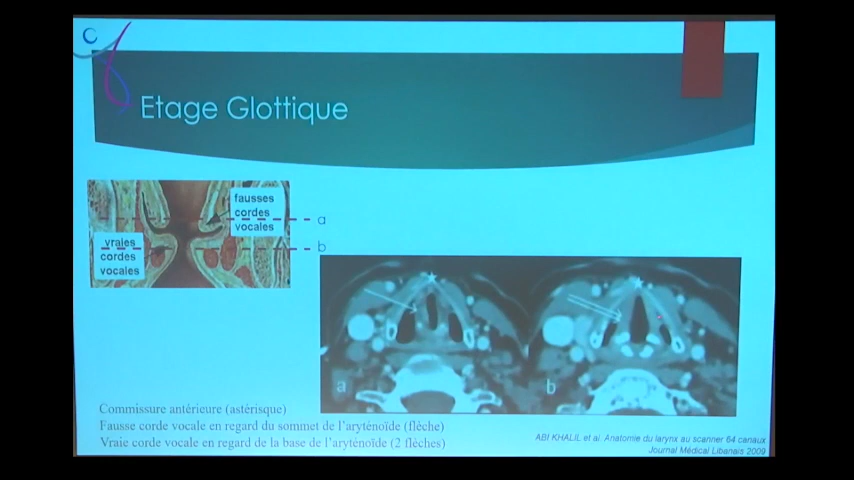 Etage Glottique
fausses
cordes
vocales
a
b
vraies
cordes
vocales
a
b
Commissure antérieure (astérisque)
Fausse corde vocale en regard du sommet de l'aryténoïde (flèche)
Vraie corde vocale en regard de la base de l'aryténoïde (2 flèches)
ABI KHALIL et al. Anatomie du larynx au scanner 64 canaux
Journal Médical Libanais 2009